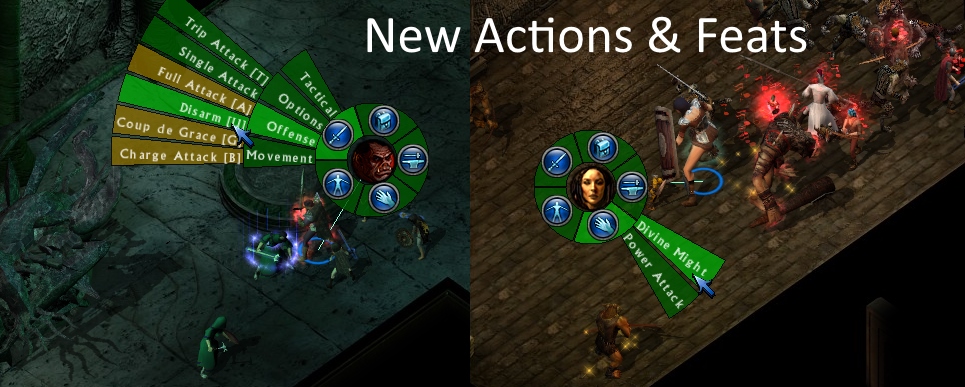 New Actions & Feats
Trip Attack [T]
Single Attack
Full Attack [A]
Disarm [U]
Coup de Grace [G]
Charge Attack [B]
Tactical
Options
Offense
Movement
Divine Might
Power Attack